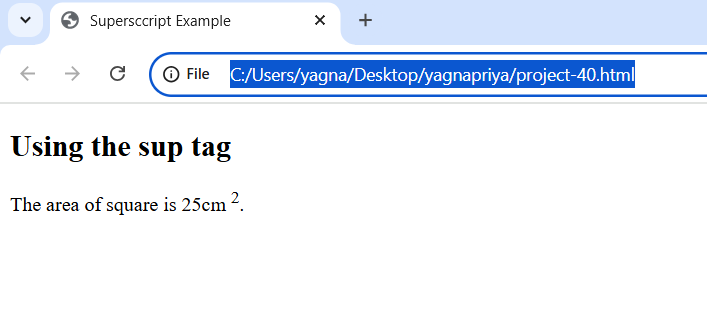 Supersccript Example
File C:/Users/yagna/Desktop/yagnapriya/project-40.html
Using the sup tag
The area of square is 25cm ².